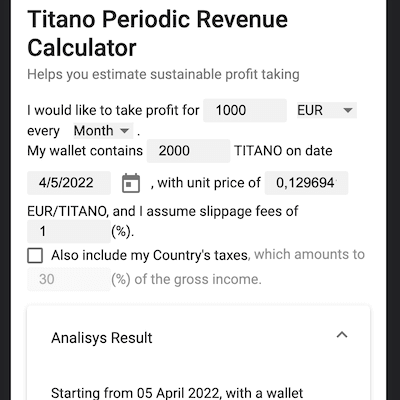 Titano Periodic Revenue
Calculator
Helps you estimate sustainable profit taking
I would like to take profit for 1000 EUR
every Month .
My wallet contains 2000 TITANO on date
4/5/2022 , with unit price of 0,129694
EUR/TITANO, and I assume slippage fees of
1 (%).
Also include my Country's taxes, which amounts to
30 (%) of the gross income.
Analisys Result
Starting from 05 April 2022, with a wallet